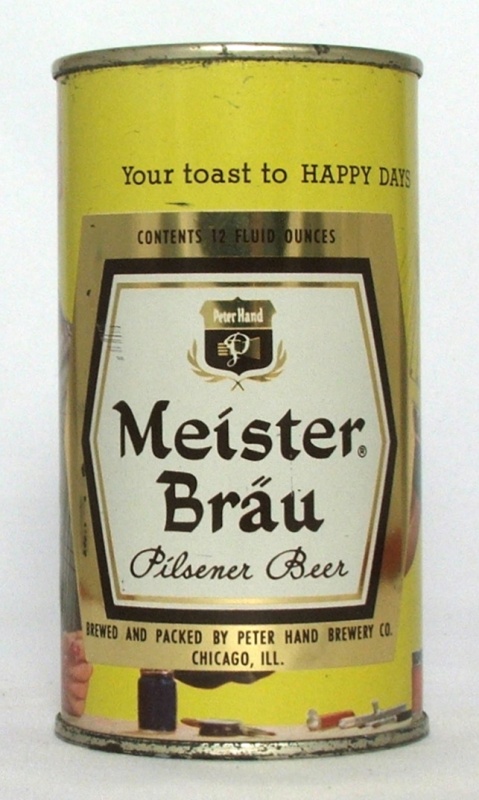 Your toast to HAPPY DAYS
CONTENTS 12 FLUID OUNCES
Peter Hand
P
Meister®
Bräu
Pilsener Beer
BREWED AND PACKED BY PETER HAND BREWERY CO.
CHICAGO, ILL.